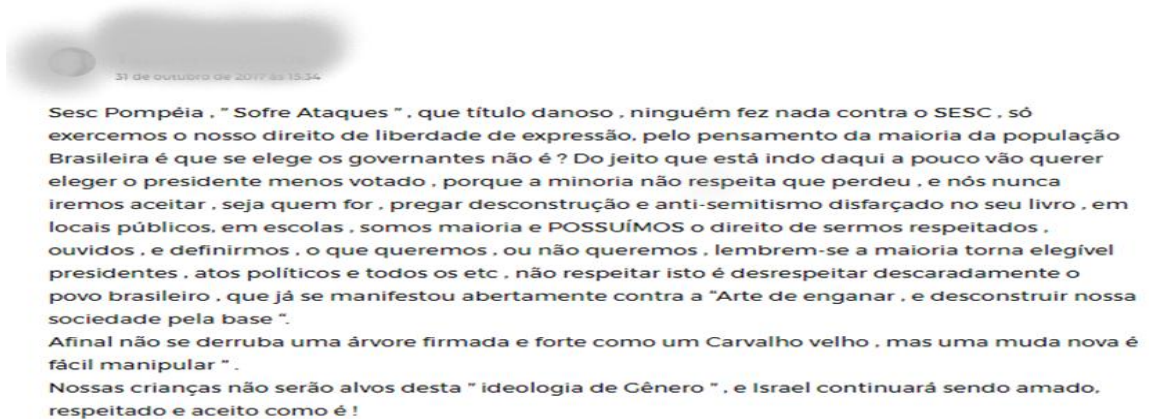 31 de outubro de 2017 às 15:34
Sesc Pompéia , " Sofre Ataques " , que título danoso , ninguém fez nada contra o SESC , só
exercemos o nosso direito de liberdade de expressão, pelo pensamento da maioria da população
Brasileira é que se elege os governantes não é ? Do jeito que está indo daqui a pouco vão querer
eleger o presidente menos votado , porque a minoria não respeita que perdeu , e nós nunca
iremos aceitar , seja quem for , pregar desconstrução e anti-semitismo disfarçado no seu livro , em
locais públicos, em escolas , somos maioria e POSSUÍMOS o direito de sermos respeitados ,
ouvidos , e definirmos , o que queremos , ou não queremos , lembrem-se a maioria torna elegível
presidentes , atos políticos e todos os etc , não respeitar isto é desrespeitar descaradamente o
povo brasileiro , que já se manifestou abertamente contra a "Arte de enganar , e desconstruir nossa
sociedade pela base ".
Afinal não se derruba uma árvore firmada e forte como um Carvalho velho , mas uma muda nova é
fácil manipular " .
Nossas crianças não serão alvos desta " ideologia de Gênero " , e Israel continuará sendo amado,
respeitado e aceito como é !